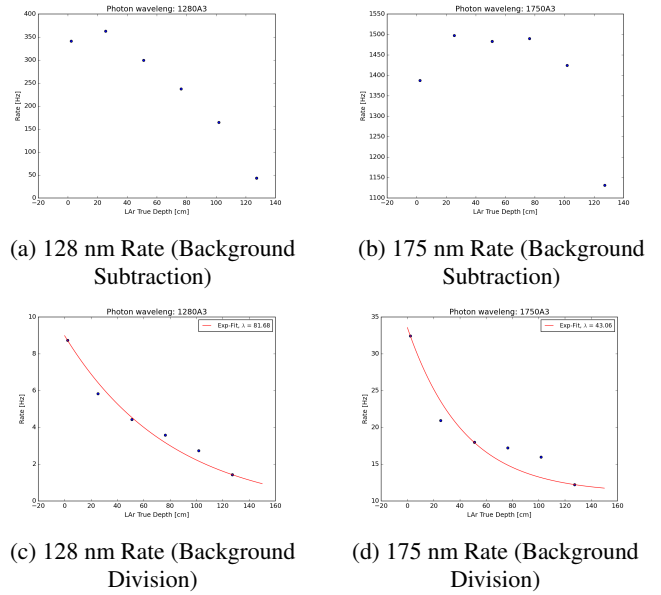 Photon waveleng: 1280A3
400
350
300
250
200
150
100
50
0
Rate [Hz]
−20 0 20 40 60 80 100 120 140
LAr True Depth [cm]
(a) 128 nm Rate (Background
Subtraction)
Photon waveleng: 1750A3
1550
1500
1450
1400
1350
1300
1250
1200
1150
1100
Rate [Hz]
−20 0 20 40 60 80 100 120 140
LAr True Depth [cm]
(b) 175 nm Rate (Background
Subtraction)
Photon waveleng: 1280A3
Exp-Fit, λ = 81.68
10
8
6
4
2
0
Rate [Hz]
−20 0 20 40 60 80 100 120 140 160
LAr True Depth [cm]
(c) 128 nm Rate (Background
Division)
Photon waveleng: 1750A3
Exp-Fit, λ = 43.06
35
30
25
20
15
10
Rate [Hz]
−20 0 20 40 60 80 100 120 140 160
LAr True Depth [cm]
(d) 175 nm Rate (Background
Division)